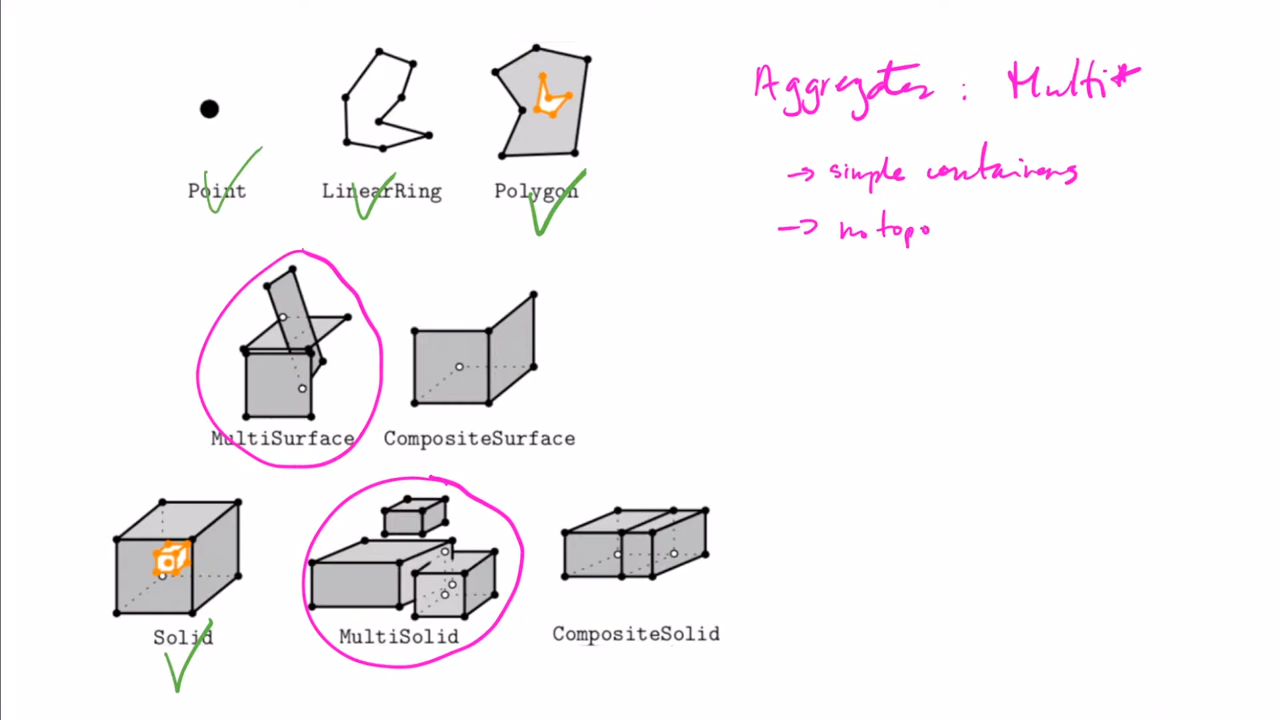 Aggregates : Multi*
→ simple containers
→ no topo
Point LinearRing Polygon
MultiSurface CompositeSurface
Solid MultiSolid CompositeSolid